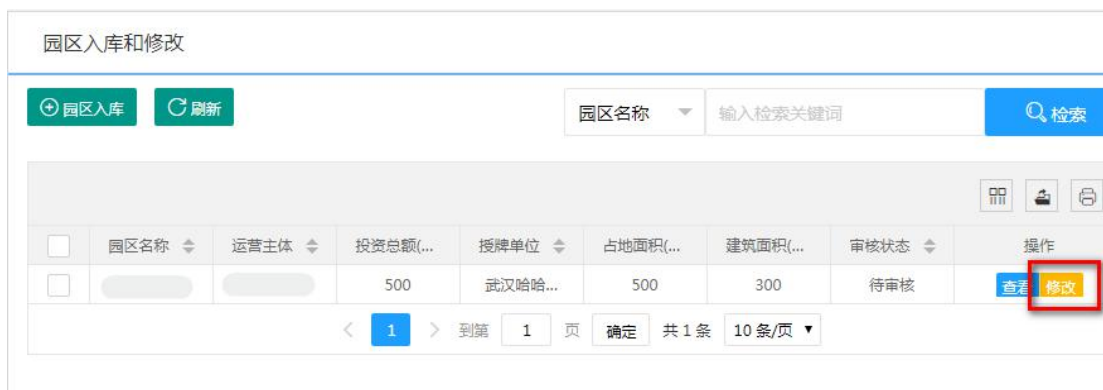 园区入库和修改
园区入库 刷新 园区名称 输入检索关键词 检索
园区名称 运营主体 投资总额(... 授牌单位 占地面积(... 建筑面积(... 审核状态 操作
500 武汉哈哈... 500 300 待审核 查看 修改
1 到第 1 页 确定 共 1 条 10 条/页